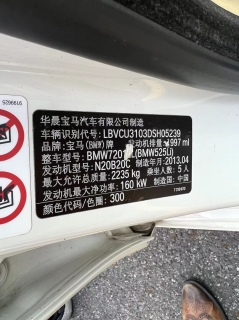 华晨宝马汽车有限公司制造
车辆识别代号: LBVCU3103DSH05239
品牌: 宝马(BMW)牌 发动机排量: 1997 ml
整车型号: BMW7201 L(BMW525Li)
发动机型号: N20B20C 制造年月: 2013.04
最大允许总质量: 2235 kg 乘坐人数: 5 人
发动机最大净功率: 160 kW 制造国: 中国
颜色代码/色圈: 300